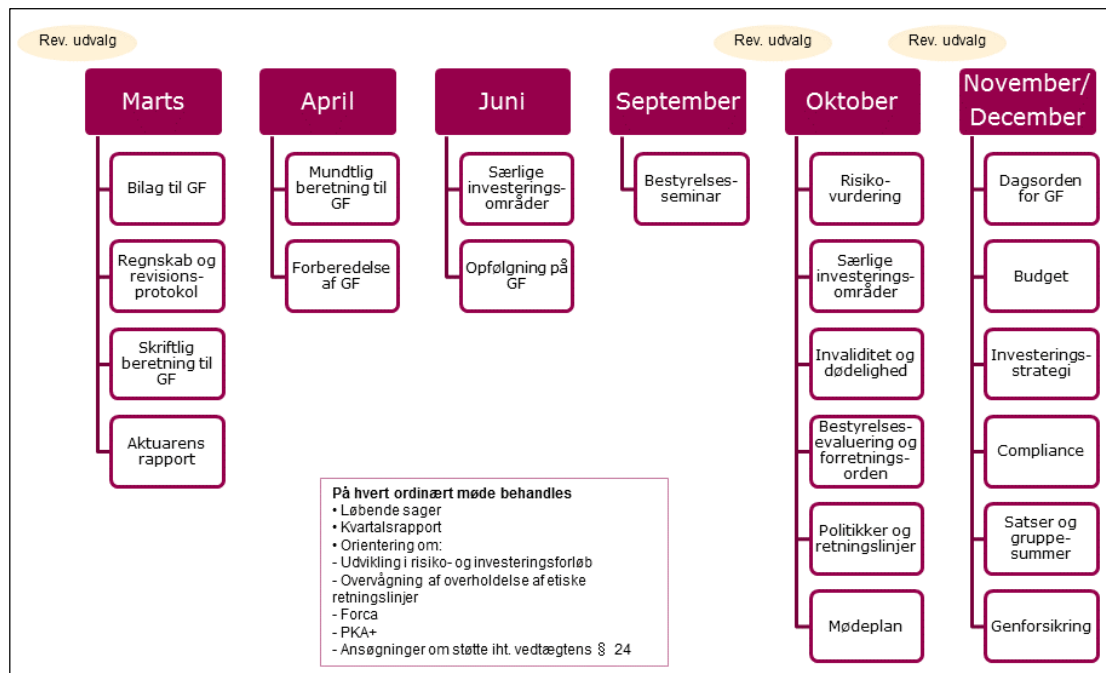 Rev. udvalg
Rev. udvalg
Rev. udvalg
Marts
Bilag til GF
Regnskab og
revisions-
protokol
Skriftlig
beretning til
GF
Aktuarens
rapport
April
Mundtlig
beretning til
GF
Forberedelse
af GF
Juni
Særlige
investerings-
områder
Opfølgning på
GF
September
Bestyrelses-
seminar
Oktober
Risiko-
vurdering
Særlige
investerings-
områder
Invaliditet og
dødelighed
Bestyrelses-
evaluering og
forretnings-
orden
Politikker og
retningslinjer
Mødeplan
November/
December
Dagsorden
for GF
Budget
Investerings-
strategi
Compliance
Satser og
gruppe-
summer
Genforsikring
På hvert ordinært møde behandles
• Løbende sager
• Kvartalsrapport
• Orientering om:
- Udvikling i risiko- og investeringsforløb
- Overvågning af overholdelse af etiske
retningslinjer
- Forca
- PKA+
- Ansøgninger om støtte iht. vedtægtens § 24